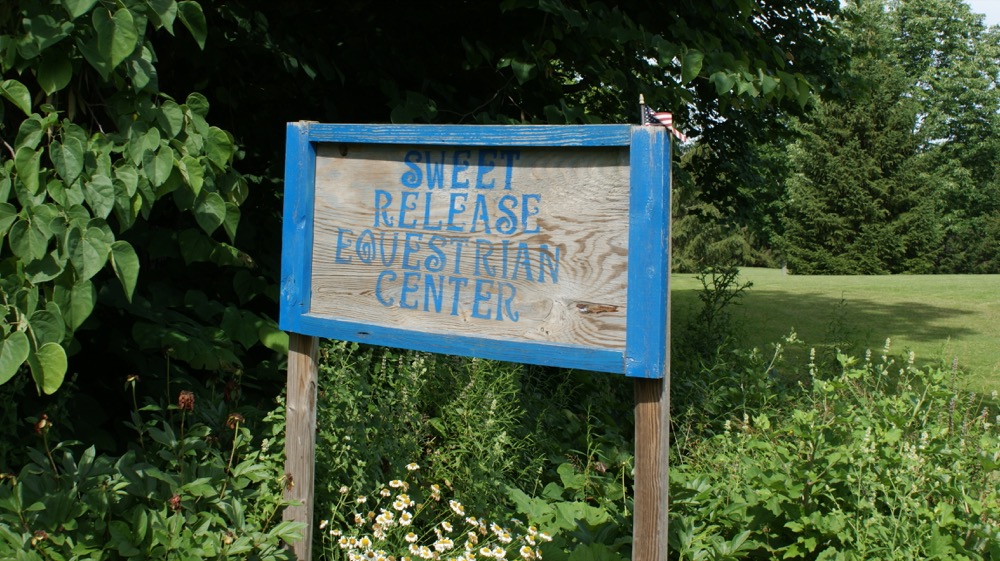 SWEET
RELEASE
EQUESTRIAN
CENTER